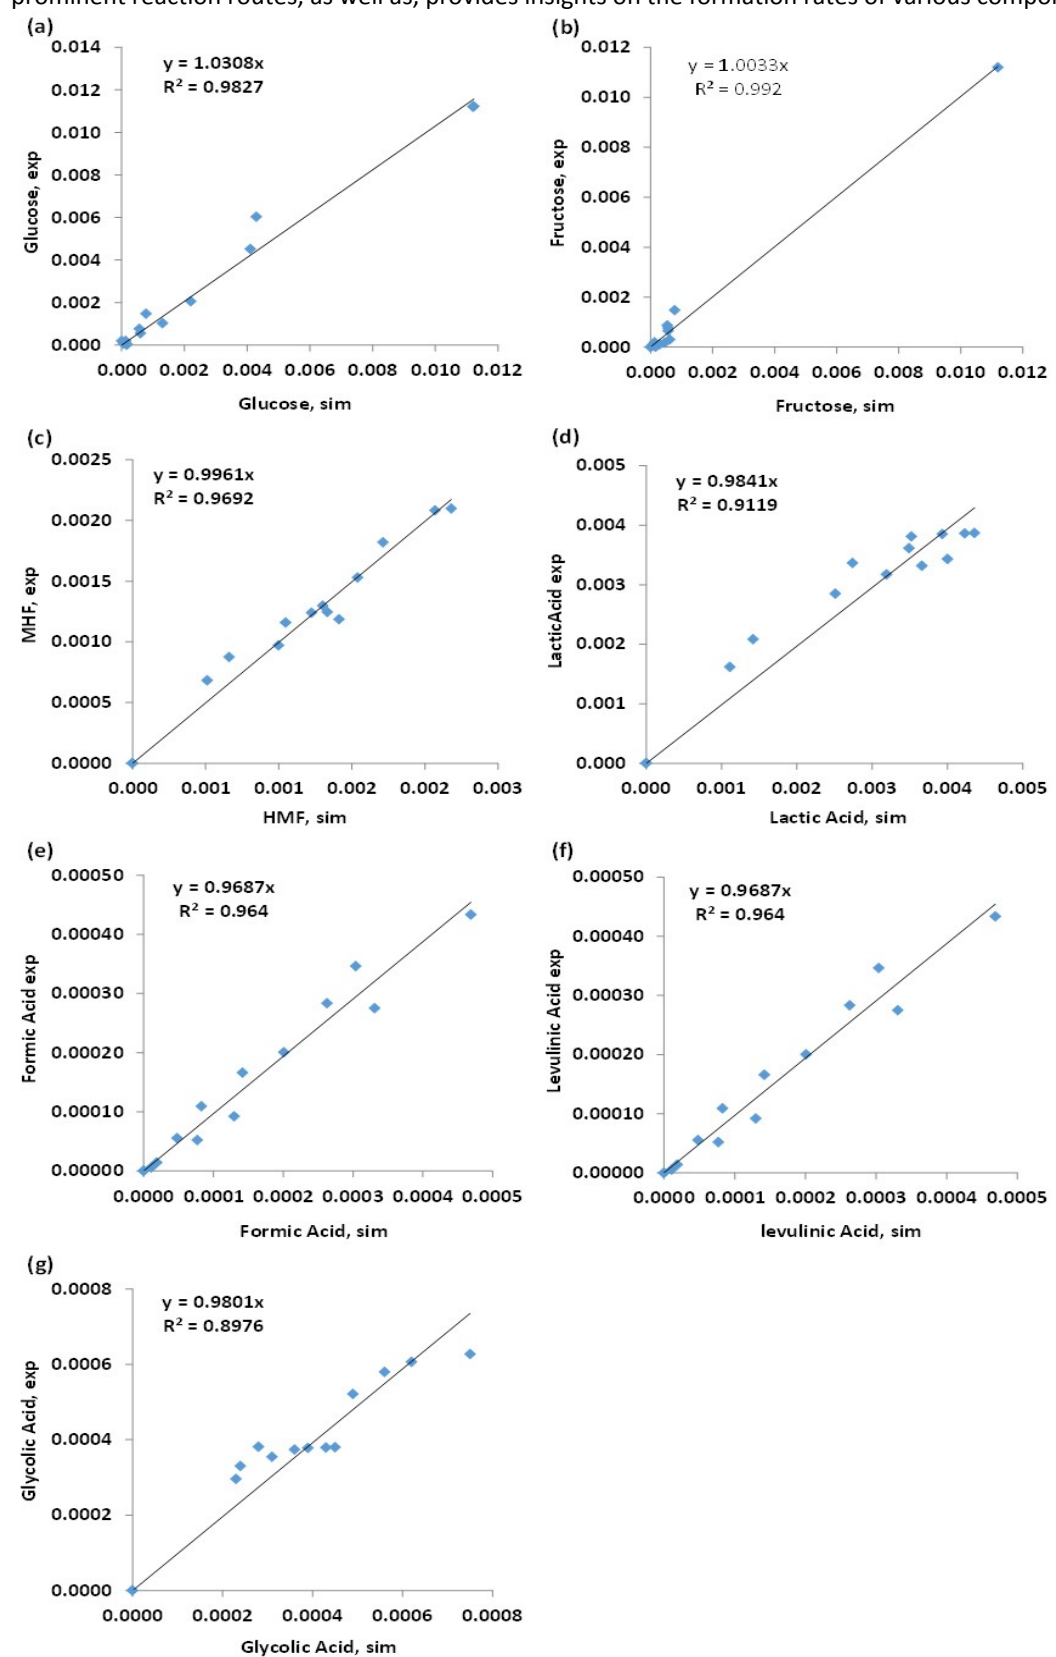 prominent reaction routes, as well as, provides insights on the formation rates of various compo
(a)
y = 1.0308x
R² = 0.9827
0.014
0.012
0.010
0.008
0.006
0.004
0.002
0.000
Glucose, exp
0.000 0.002 0.004 0.006 0.008 0.010 0.012
Glucose, sim
(b)
y = 1.0033x
R² = 0.992
0.012
0.010
0.008
0.006
0.004
0.002
0.000
Fructose, exp
0.000 0.002 0.004 0.006 0.008 0.010 0.012
Fructose, sim
(c)
y = 0.9961x
R² = 0.9692
0.0025
0.0020
0.0015
0.0010
0.0005
0.0000
MHF, exp
0.000 0.001 0.001 0.002 0.002 0.003
HMF, sim
(d)
y = 0.9841x
R² = 0.9119
0.005
0.004
0.003
0.002
0.001
0.000
LacticAcid exp
0.000 0.001 0.002 0.003 0.004 0.005
Lactic Acid, sim
(e)
y = 0.9687x
R² = 0.964
0.00050
0.00040
0.00030
0.00020
0.00010
0.00000
Formic Acid exp
0.0000 0.0001 0.0002 0.0003 0.0004 0.0005
Formic Acid, sim
(f)
y = 0.9687x
R² = 0.964
0.00050
0.00040
0.00030
0.00020
0.00010
0.00000
Levulinic Acid exp
0.0000 0.0001 0.0002 0.0003 0.0004 0.0005
levulinic Acid, sim
(g)
y = 0.9801x
R² = 0.8976
0.0008
0.0006
0.0004
0.0002
0.0000
Glycolic Acid, exp
0.0000 0.0002 0.0004 0.0006 0.0008
Glycolic Acid, sim